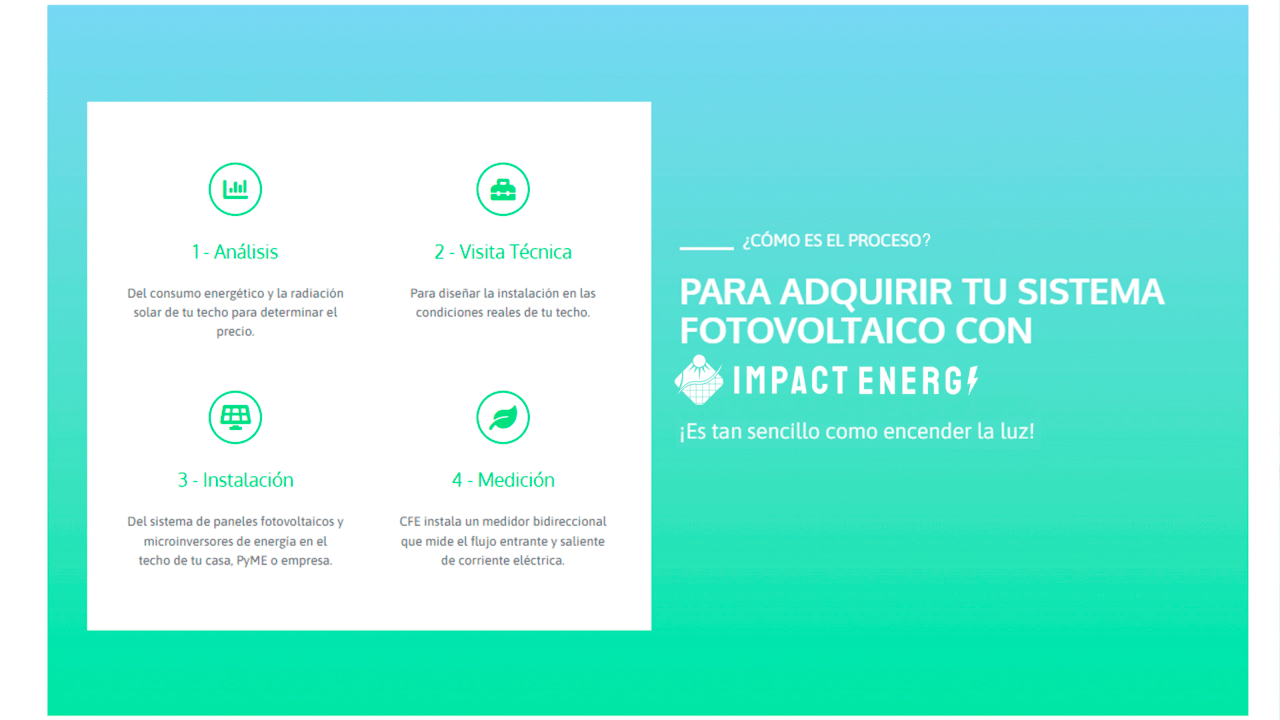 1 - Análisis
Del consumo energético y la radiación
solar de tu techo para determinar el
precio.
2 - Visita Técnica
Para diseñar la instalación en las
condiciones reales de tu techo.
3 - Instalación
Del sistema de paneles fotovoltaicos y
microinversores de energía en el
techo de tu casa, PyME o empresa.
4 - Medición
CFE instala un medidor bidireccional
que mide el flujo entrante y saliente
de corriente eléctrica.
¿CÓMO ES EL PROCESO?
PARA ADQUIRIR TU SISTEMA
FOTOVOLTAICO CON
IMPACT ENERG
¡Es tan sencillo como encender la luz!